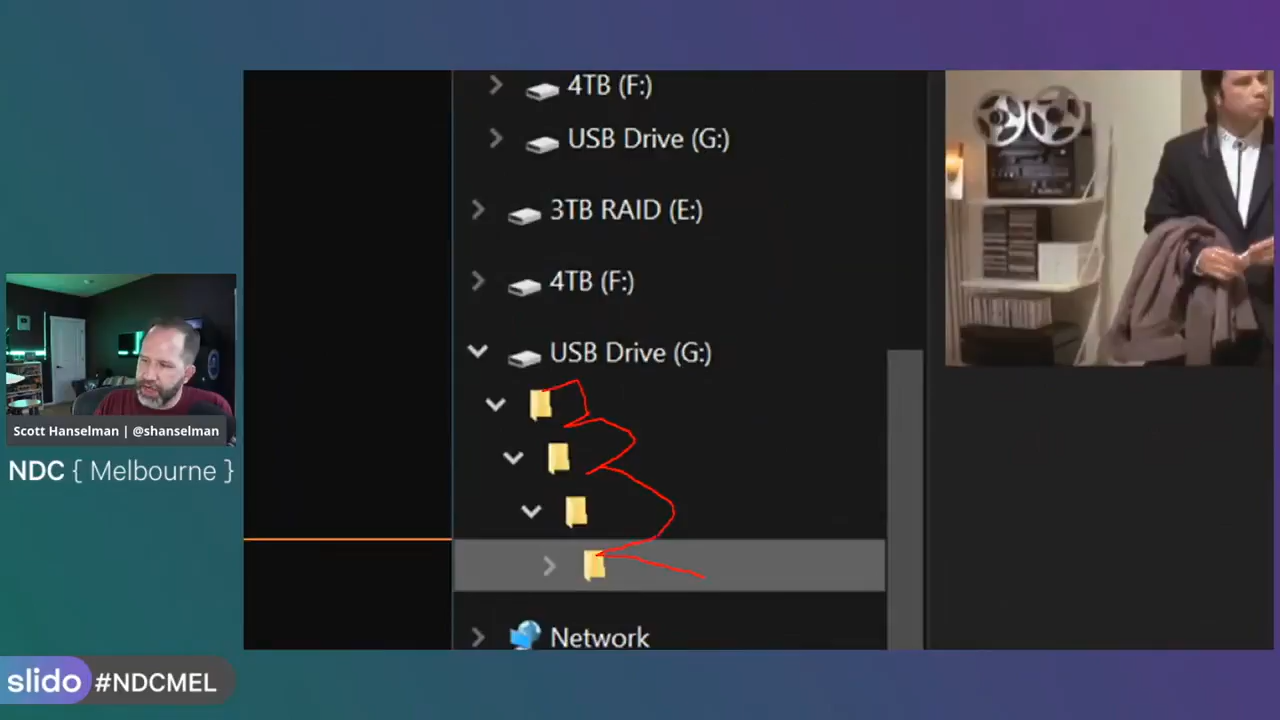 4TB (F:)
USB Drive (G:)
3TB RAID (E:)
4TB (F:)
USB Drive (G:)
Network
Scott Hanselman | @shanselman
NDC { Melbourne }
slido #NDCMEL